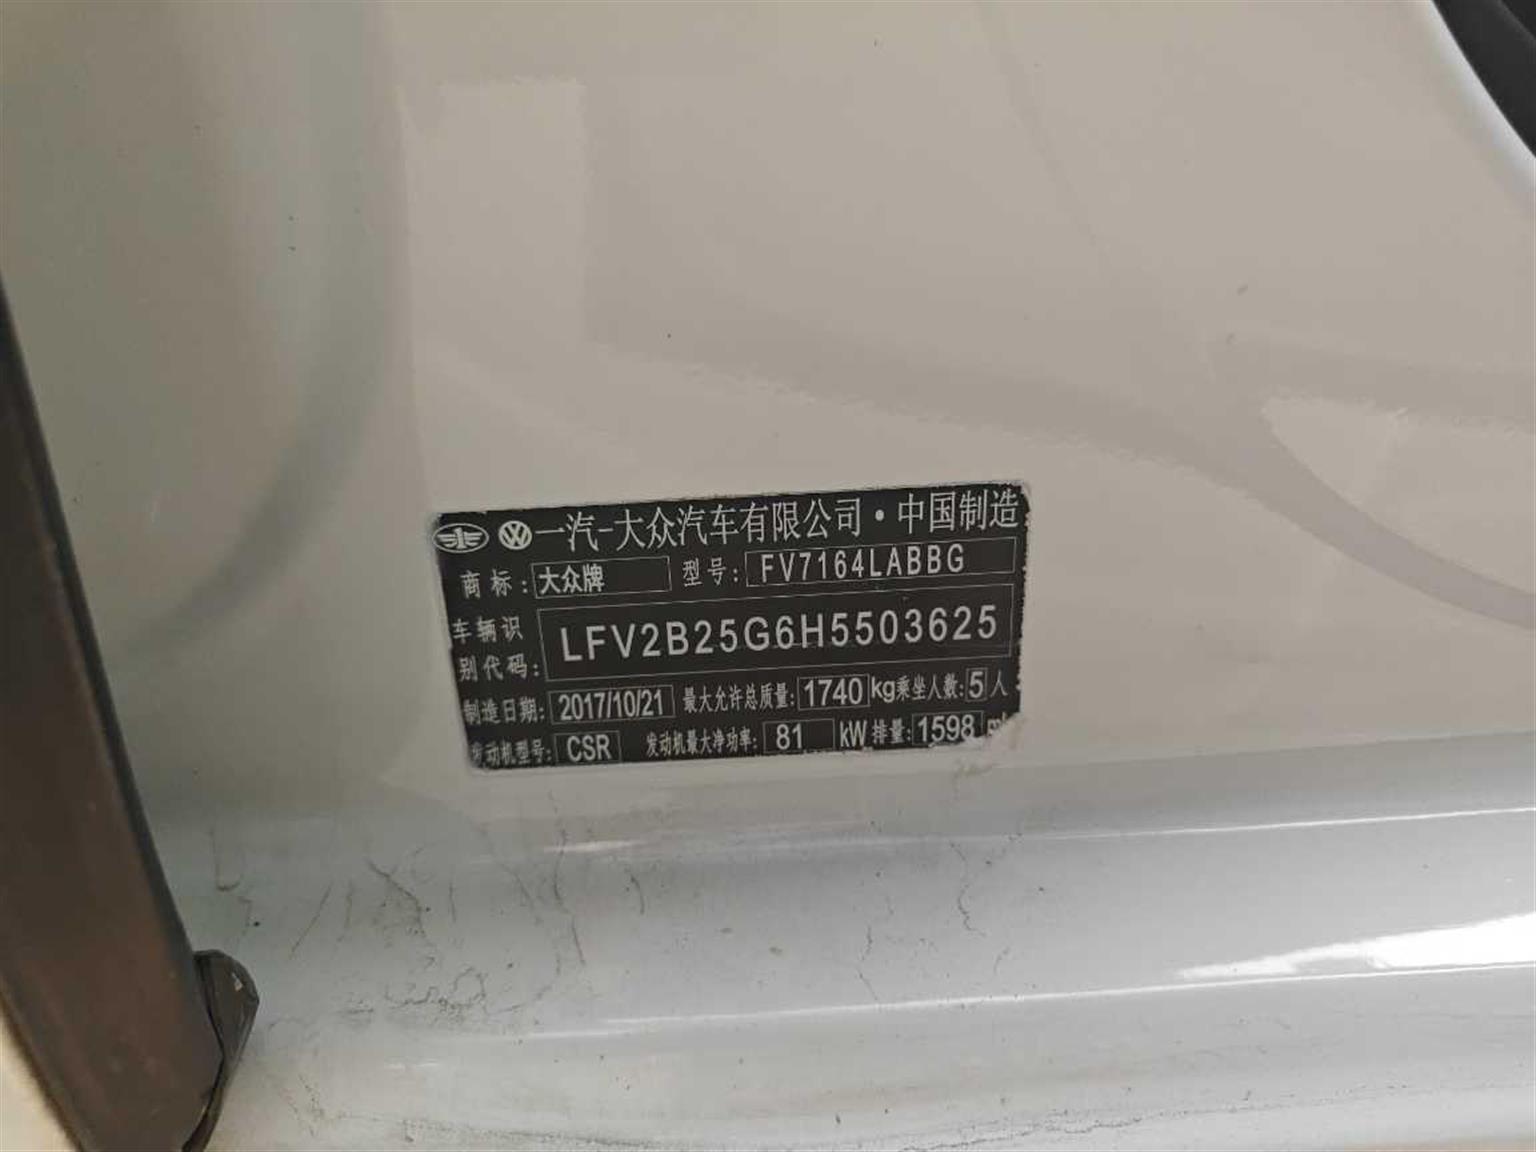 一汽-大众汽车有限公司·中国制造
商标: 大众牌 型号: FV7164LABBG
车辆识
别代码: LFV2B25G6H5503625
制造日期: 2017/10/21 最大允许总质量: 1740 kg 乘坐人数: 5 人
发动机型号: CSR 发动机最大净功率: 81 kW 排量: 1598 ml